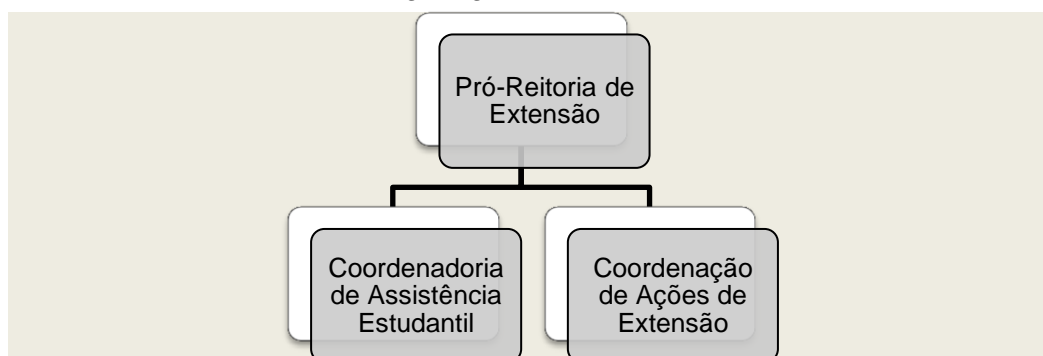 Pró-Reitoria de
Extensão
Coordenadoria
de Assistência
Estudantil
Coordenação
de Ações de
Extensão